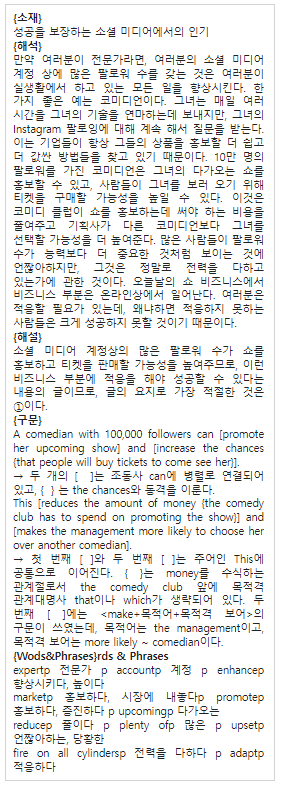 {소재}
성공을 보장하는 소셜 미디어에서의 인기
{해석}
만약 여러분이 전문가라면, 여러분의 소셜 미디어
계정 상에 많은 팔로워 수를 갖는 것은 여러분이
실생활에서 하고 있는 모든 일을 향상시킨다. 한
가지 좋은 예는 코미디언이다. 그녀는 매일 여러
시간을 그녀의 기술을 연마하는데 보내지만, 그녀의
Instagram 팔로잉에 대해 계속 해서 질문을 받는다.
이는 기업들이 항상 그들의 상품을 홍보할 더 쉽고
더 값싼 방법들을 찾고 있기 때문이다. 10만 명의
팔로워를 가진 코미디언은 그녀의 다가오는 쇼를
홍보할 수 있고, 사람들이 그녀를 보러 오기 위해
티켓을 구매할 가능성을 높일 수 있다. 이것은
코미디 클럽이 쇼를 홍보하는데 써야 하는 비용을
줄여주고 기획사가 다른 코미디언보다 그녀를
선택할 가능성을 더 높여준다. 많은 사람들이 팔로워
수가 능력보다 더 중요한 것처럼 보이는 것에
언짢아하지만, 그것은 정말로 전력을 다하고
있는가에 관한 것이다. 오늘날의 쇼 비즈니스에서
비즈니스 부분은 온라인상에서 일어난다. 여러분은
적응할 필요가 있는데, 왜냐하면 적응하지 못하는
사람들은 크게 성공하지 못할 것이기 때문이다.
{해설}
소셜 미디어 계정상의 많은 팔로워 수가 쇼를
홍보하고 티켓을 판매할 가능성을 높여주므로, 이런
비즈니스 부분에 적응을 해야 성공할 수 있다는
내용의 글이므로, 글의 요지로 가장 적절한 것은
①이다.
{구문}
A comedian with 100,000 followers can [promote
her upcoming show] and [increase the chances
{that people will buy tickets to come see her}].
→ 두 개의 [ ]는 조동사 can에 병렬로 연결되어
있고, { } 는 the chances와 동격을 이룬다.
This [reduces the amount of money {the comedy
club has to spend on promoting the show}] and
[makes the management more likely to choose her
over another comedian].
→ 첫 번째 [ ]와 두 번째 [ ]는 주어인 This에
공통으로 이어진다. { }는 money를 수식하는
관계절로서 the comedy club 앞에 목적격
관계대명사 that이나 which가 생략되어 있다. 두
번째 [ ]에는 <make+목적어+목적격 보어>의
구문이 쓰였는데, 목적어는 the management이고,
목적격 보어는 more likely ~ comedian이다.
{Wods&Phrases}rds & Phrases
expertp 전문가 p accountp 계정 p enhancep
향상시키다, 높이다
marketp 홍보하다, 시장에 내놓다p promotep
홍보하다, 증진하다 p upcomingp 다가오는
reducep 줄이다 p plenty ofp 많은 p upsetp
언짢아하는, 당황한
fire on all cylindersp 전력을 다하다 p adaptp
적응하다